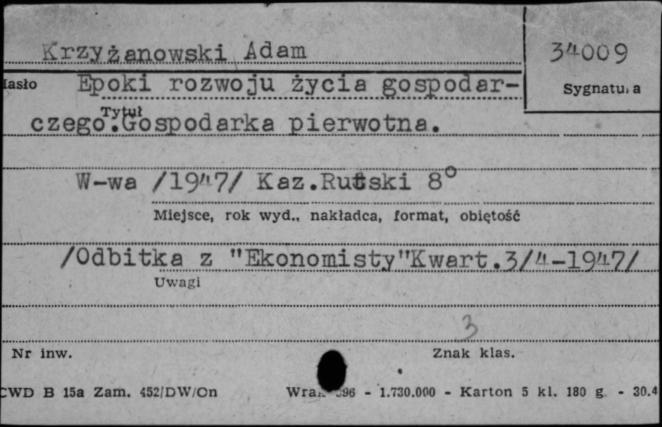 Krzyżanowski Adam
34009
Epoki rozwoju życia gospodar-
Sygnatura
czego. Gospodarka pierwotna.
Tytuł
W-wa /1947/ Kaz. Rutski 8°
Miejsce, rok wyd., nakładca, format, objętość
/Odbitka z "Ekonomisty"Kwart.3/4-1947/
Uwagi
3
Nr inw. Znak klas.
CWD B 15a Zam. 452/DW/On - 1.730.000 - Karton 5 kl. 180 g - 30.4